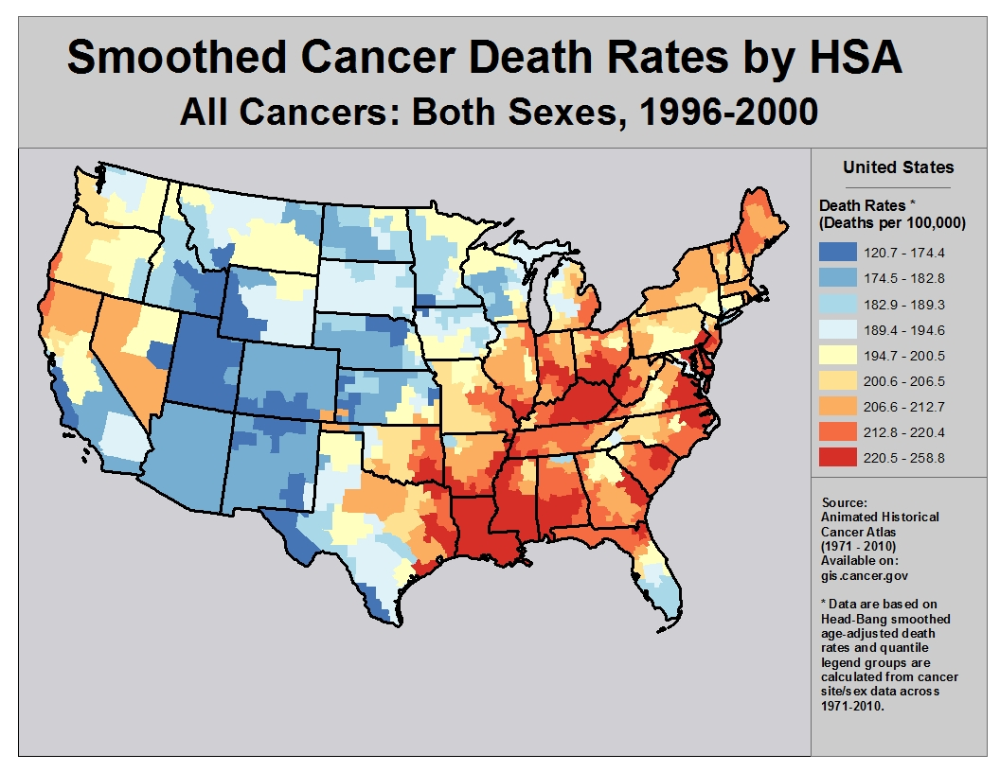 Smoothed Cancer Death Rates by HSA
All Cancers: Both Sexes, 1996-2000
United States
Death Rates *
(Deaths per 100,000)
120.7 - 174.4
174.5 - 182.8
182.9 - 189.3
189.4 - 194.6
194.7 - 200.5
200.6 - 206.5
206.6 - 212.7
212.8 - 220.4
220.5 - 258.8
Source:
Animated Historical
Cancer Atlas
(1971 - 2010)
Available on:
gis.cancer.gov
* Data are based on
Head-Bang smoothed
age-adjusted death
rates and quantile
legend groups are
calculated from cancer
site/sex data across
1971-2010.